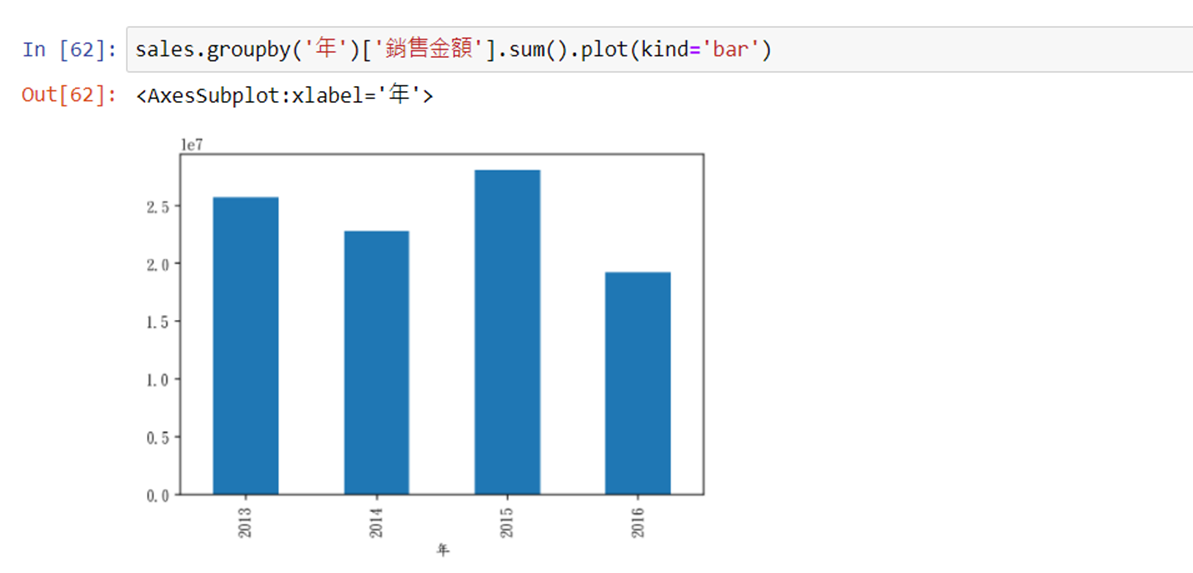 In [62]: sales.groupby('年')['銷售金額'].sum().plot(kind='bar')
Out[62]: <AxesSubplot:xlabel='年'>
1e7
2.5
2.0
1.5
1.0
0.5
0.0
2013 2014 2015 2016
年